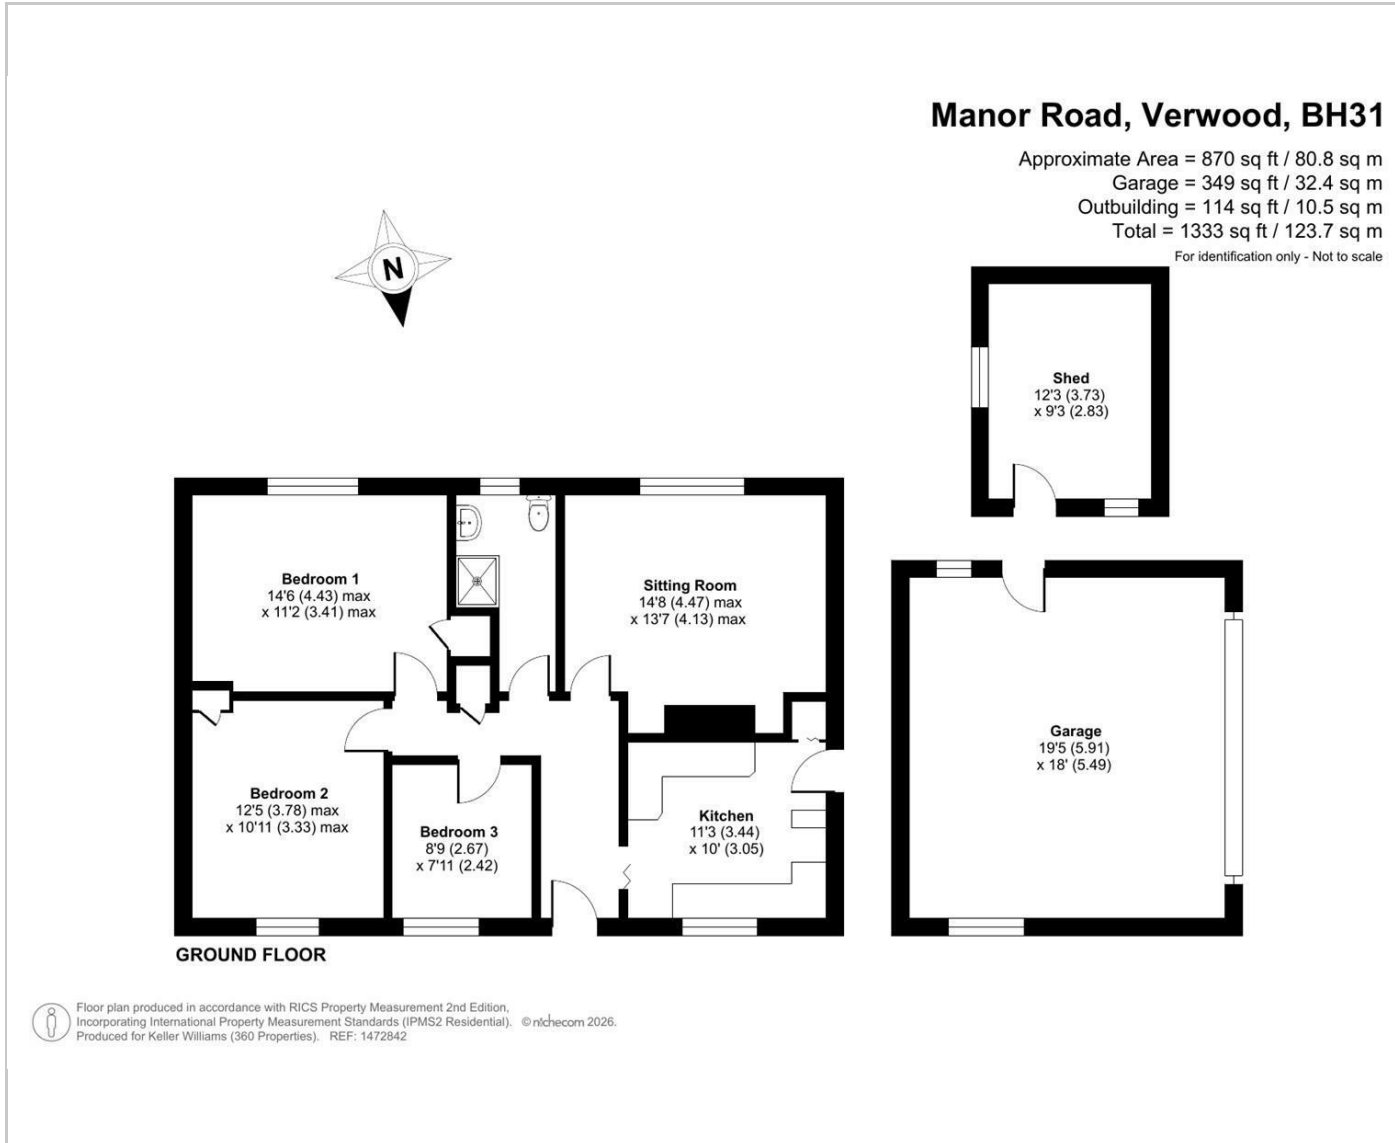 Manor Road, Verwood, BH31
Approximate Area = 870 sq ft / 80.8 sq m
Garage = 349 sq ft / 32.4 sq m
Outbuilding = 114 sq ft / 10.5 sq m
Total = 1333 sq ft / 123.7 sq m
For identification only - Not to scale
N
Shed
12'3 (3.73)
x 9'3 (2.83)
Bedroom 1
14'6 (4.43) max
x 11'2 (3.41) max
Sitting Room
14'8 (4.47) max
x 13'7 (4.13) max
Garage
19'5 (5.91)
x 18' (5.49)
Bedroom 2
12'5 (3.78) max
x 10'11 (3.33) max
Bedroom 3
8'9 (2.67)
x 7'11 (2.42)
Kitchen
11'3 (3.44)
x 10' (3.05)
GROUND FLOOR
Floor plan produced in accordance with RICS Property Measurement 2nd Edition,
Incorporating International Property Measurement Standards (IPMS2 Residential). © nichecom 2026.
Produced for Keller Williams (360 Properties). REF: 1472842